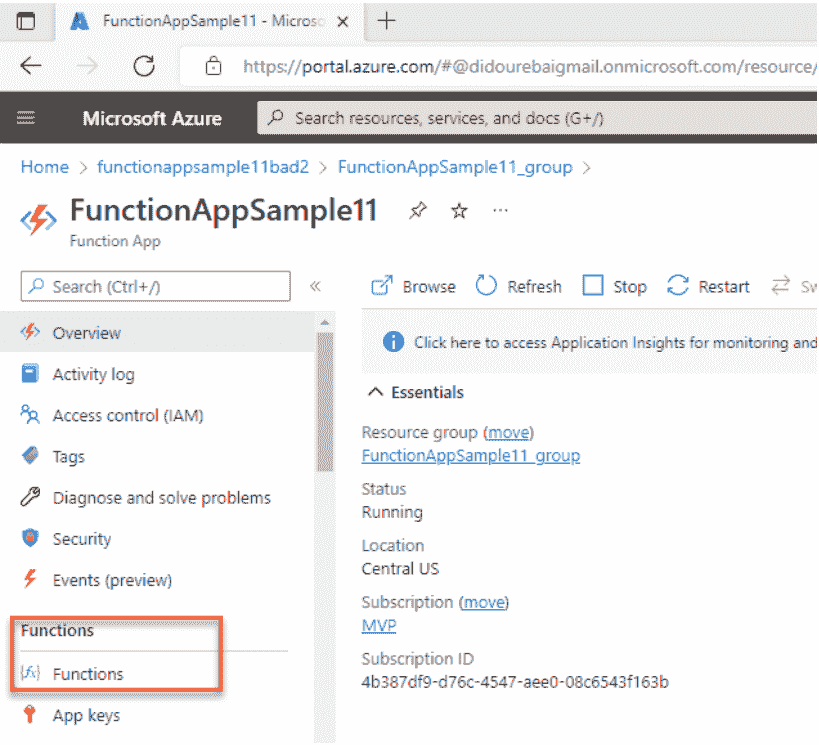 FunctionAppSample11 - Microso
https://portal.azure.com/#@didourebaigmail.onmicrosoft.com/resource/
Microsoft Azure
Search resources, services, and docs (G+/)
Home > functionappsample11bad2 > FunctionAppSample11_group >
FunctionAppSample11
Function App
Search (Ctrl+/)
Browse Refresh Stop Restart Sw
Overview
Activity log
Access control (IAM)
Tags
Diagnose and solve problems
Security
Events (preview)
Functions
Functions
App keys
Click here to access Application Insights for monitoring and
Essentials
Resource group (move)
FunctionAppSample11_group
Status
Running
Location
Central US
Subscription (move)
MVP
Subscription ID
4b387df9-d76c-4547-aee0-08c6543f163b